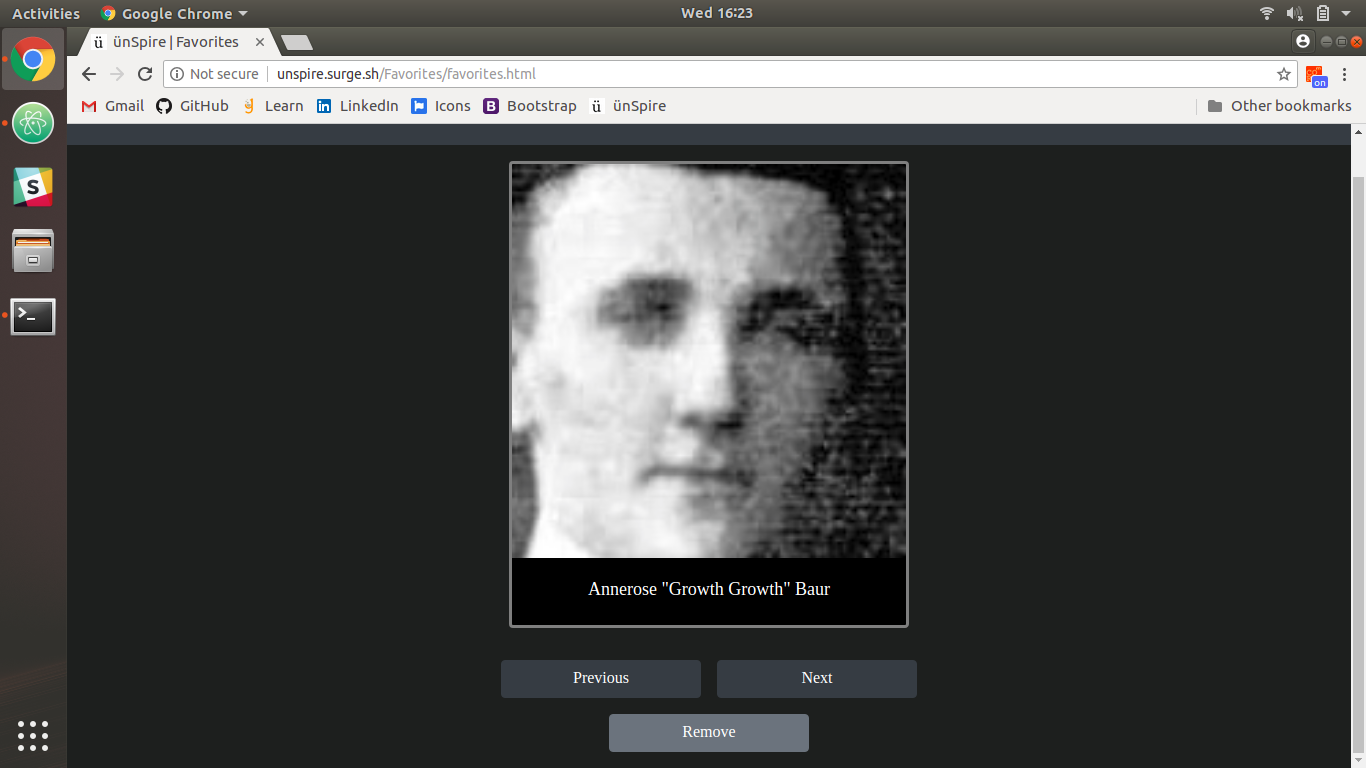 Activities
Google Chrome
Wed 16:23
ü ünSpire | Favorites
Not secure
unspire.surge.sh/Favorites/favorites.html
on
Gmail
GitHub
Learn
LinkedIn
Icons
B Bootstrap
ü ünSpire
Other bookmarks
S
Annerose "Growth Growth" Baur
Previous
Next
Remove